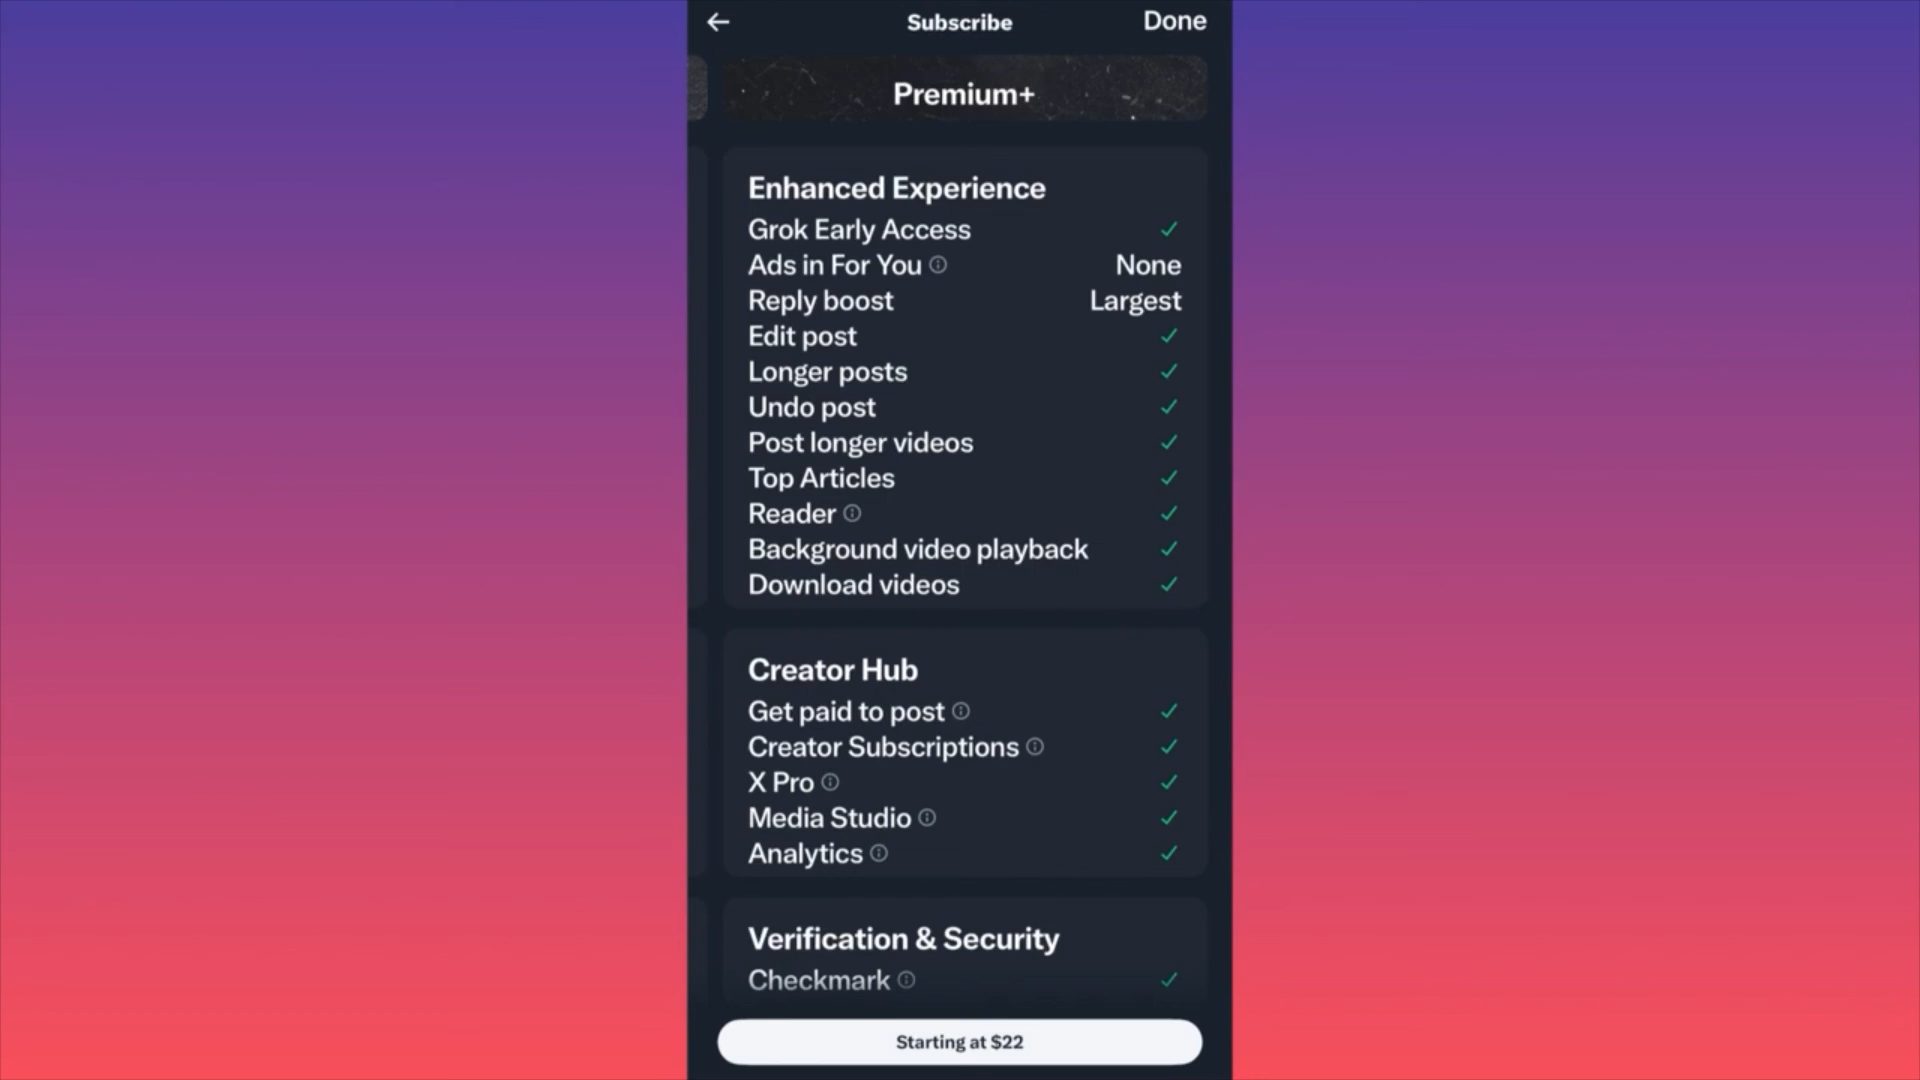 Subscribe
Done
Premium+
Enhanced Experience
Grok Early Access
Ads in For You
None
Reply boost
Largest
Edit post
Longer posts
Undo post
Post longer videos
Top Articles
Reader
Background video playback
Download videos
Creator Hub
Get paid to post
Creator Subscriptions
X Pro
Media Studio
Analytics
Verification & Security
Checkmark
Starting at $22